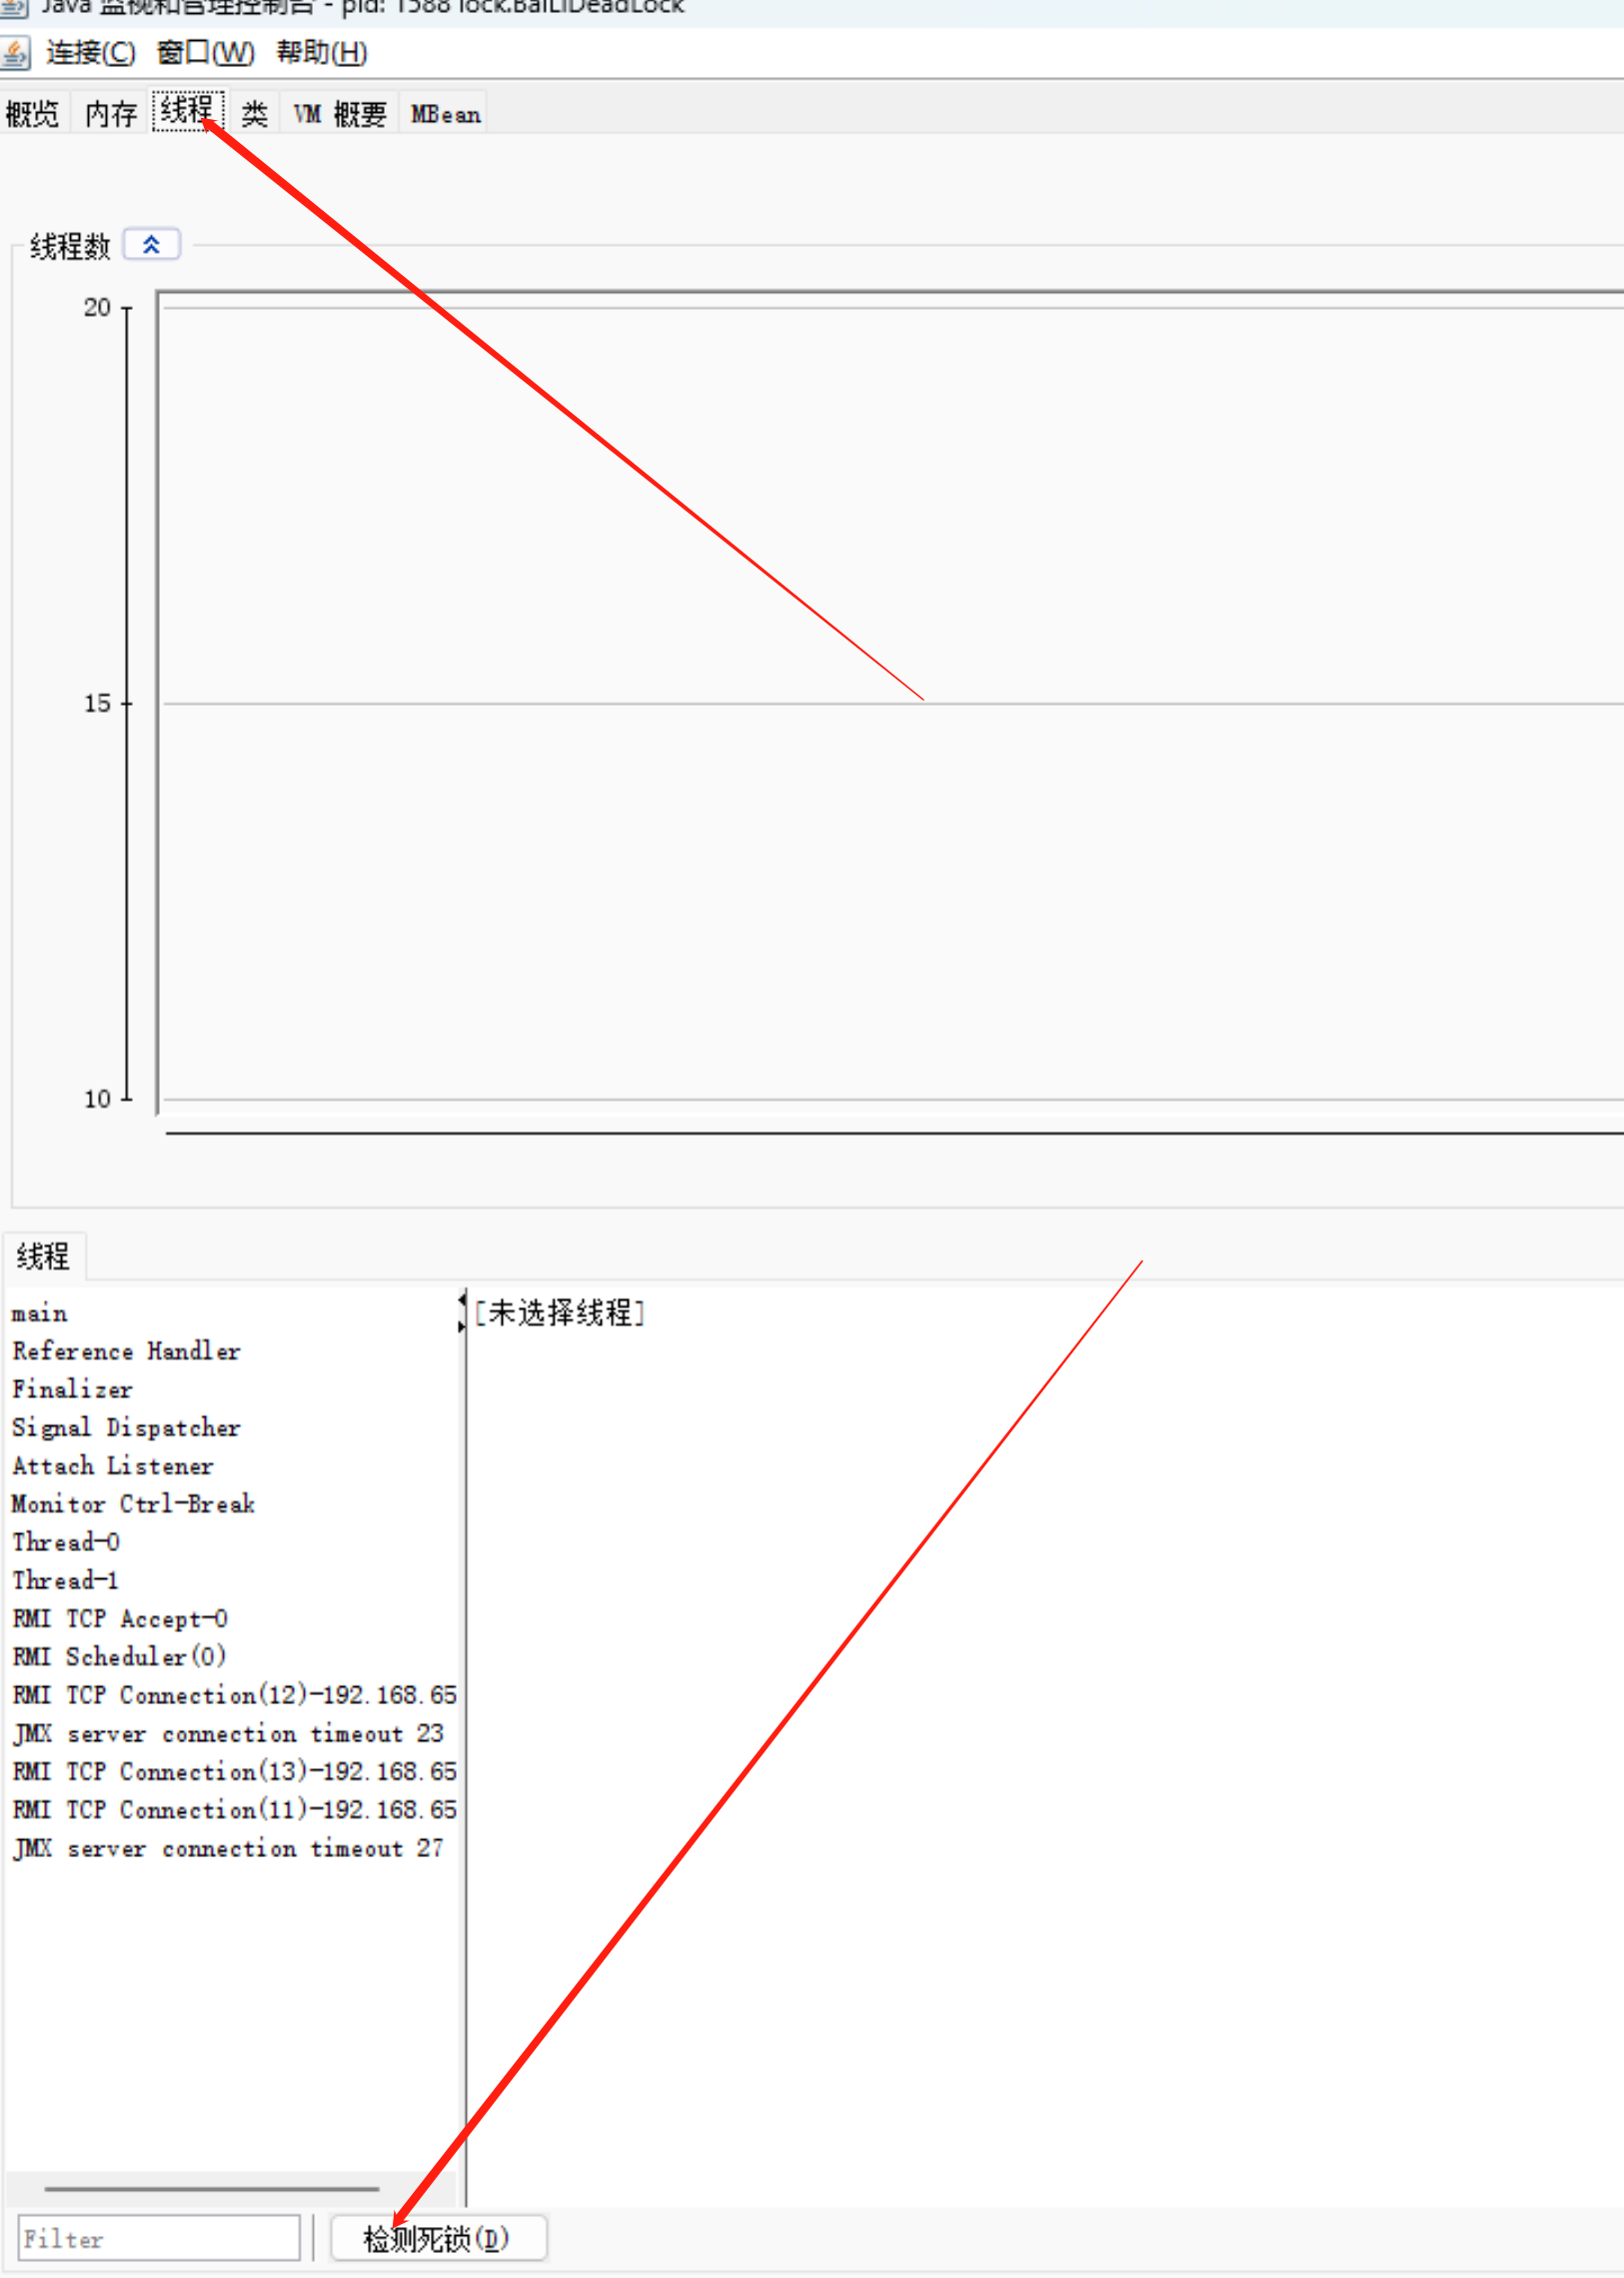 Java 监视和管理控制台 - pid: 1588 lock.BaiLiDeadLock
连接(C) 窗口(W) 帮助(H)
概览 内存 线程 类 VM 概要 MBean
线程数
20
15
10
线程
main
[未选择线程]
Reference Handler
Finalizer
Signal Dispatcher
Attach Listener
Monitor Ctrl-Break
Thread-0
Thread-1
RMI TCP Accept-0
RMI Scheduler(0)
RMI TCP Connection(12)-192.168.65
JMX server connection timeout 23
RMI TCP Connection(13)-192.168.65
RMI TCP Connection(11)-192.168.65
JMX server connection timeout 27
Filter 检测死锁(D)